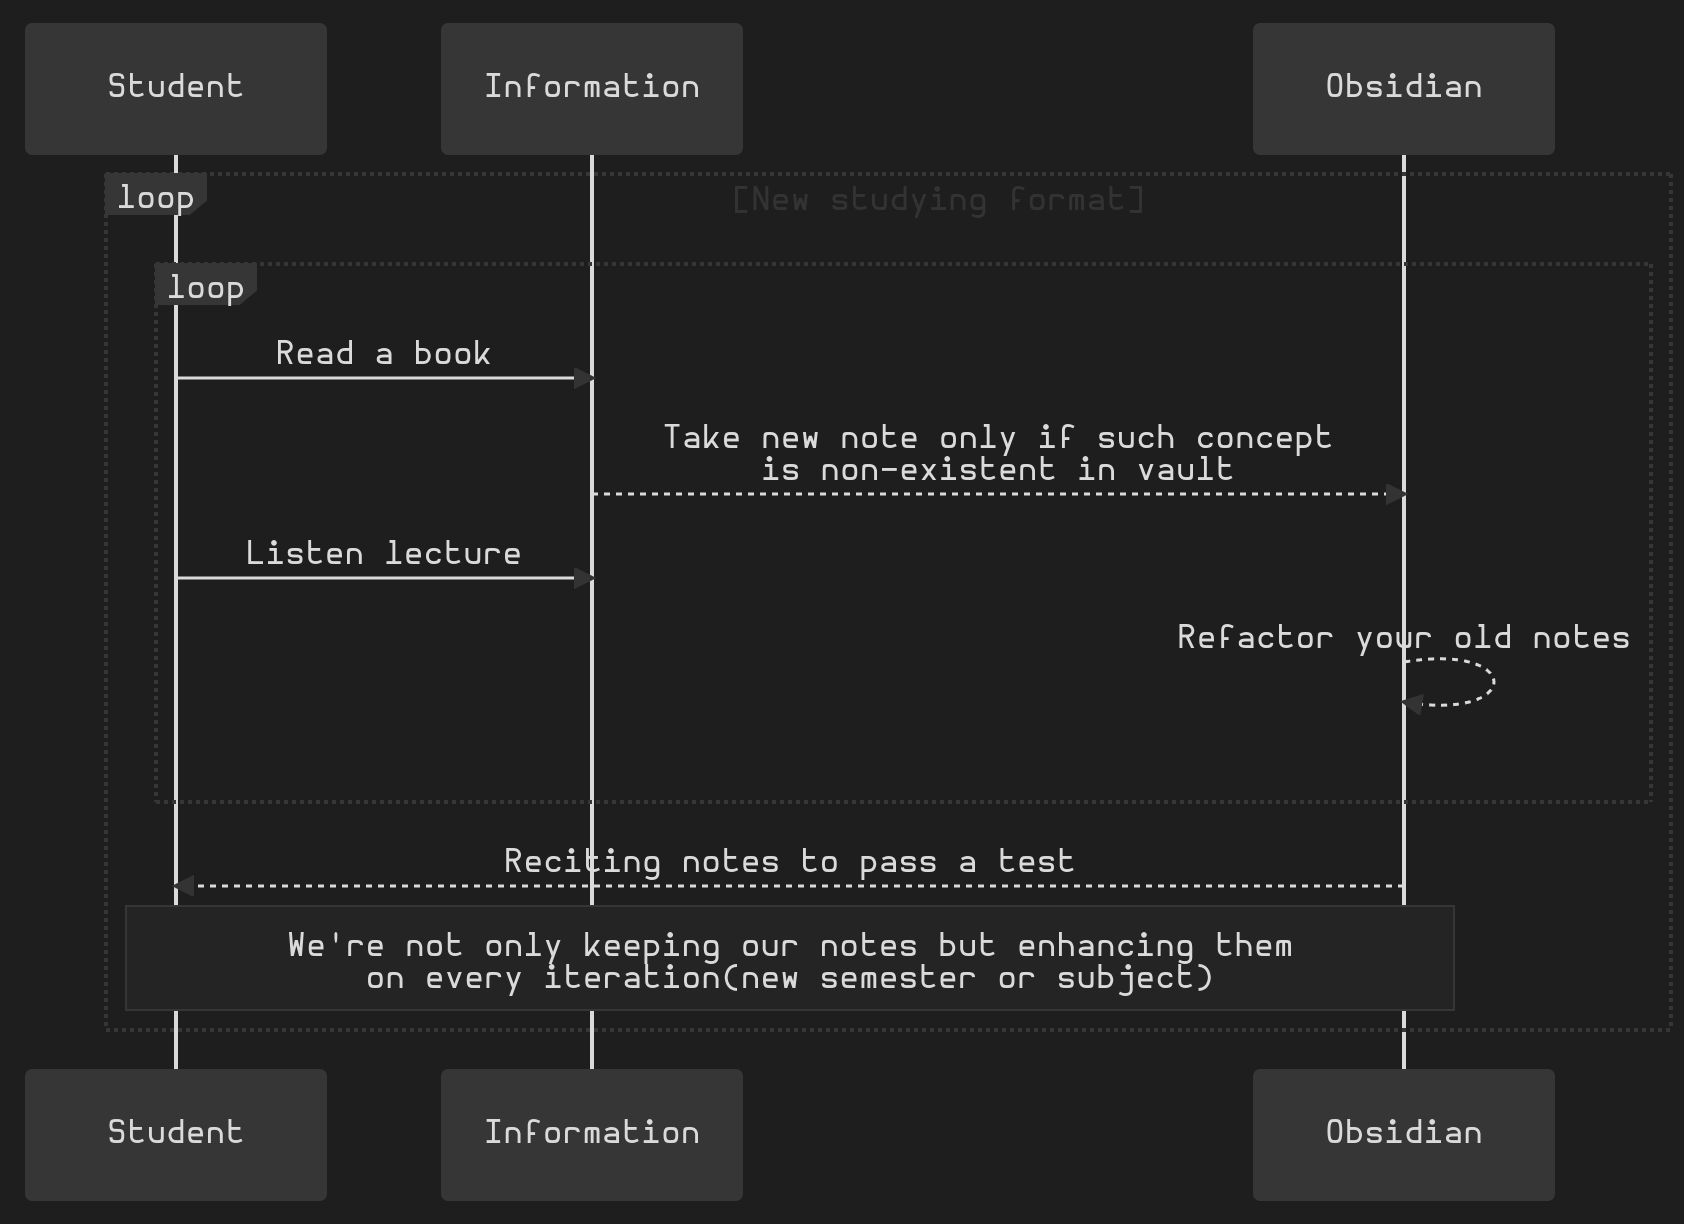 Student
Information
Obsidian
loop
[New studying format]
loop
Read a book
Take new note only if such concept
is non-existent in vault
Listen lecture
Refactor your old notes
Reciting notes to pass a test
We're not only keeping our notes but enhancing them
on every iteration(new semester or subject)
Student
Information
Obsidian